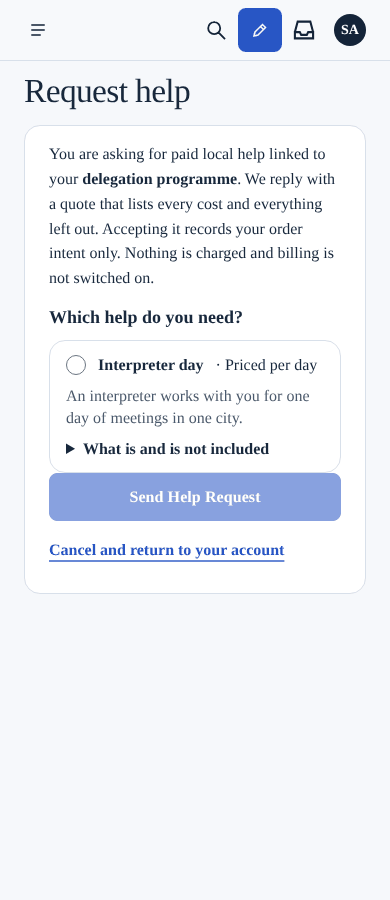 SA
Request help
You are asking for paid local help linked to
your delegation programme. We reply with
a quote that lists every cost and everything
left out. Accepting it records your order
intent only. Nothing is charged and billing is
not switched on.
Which help do you need?
Interpreter day · Priced per day
An interpreter works with you for one
day of meetings in one city.
What is and is not included
Send Help Request
Cancel and return to your account